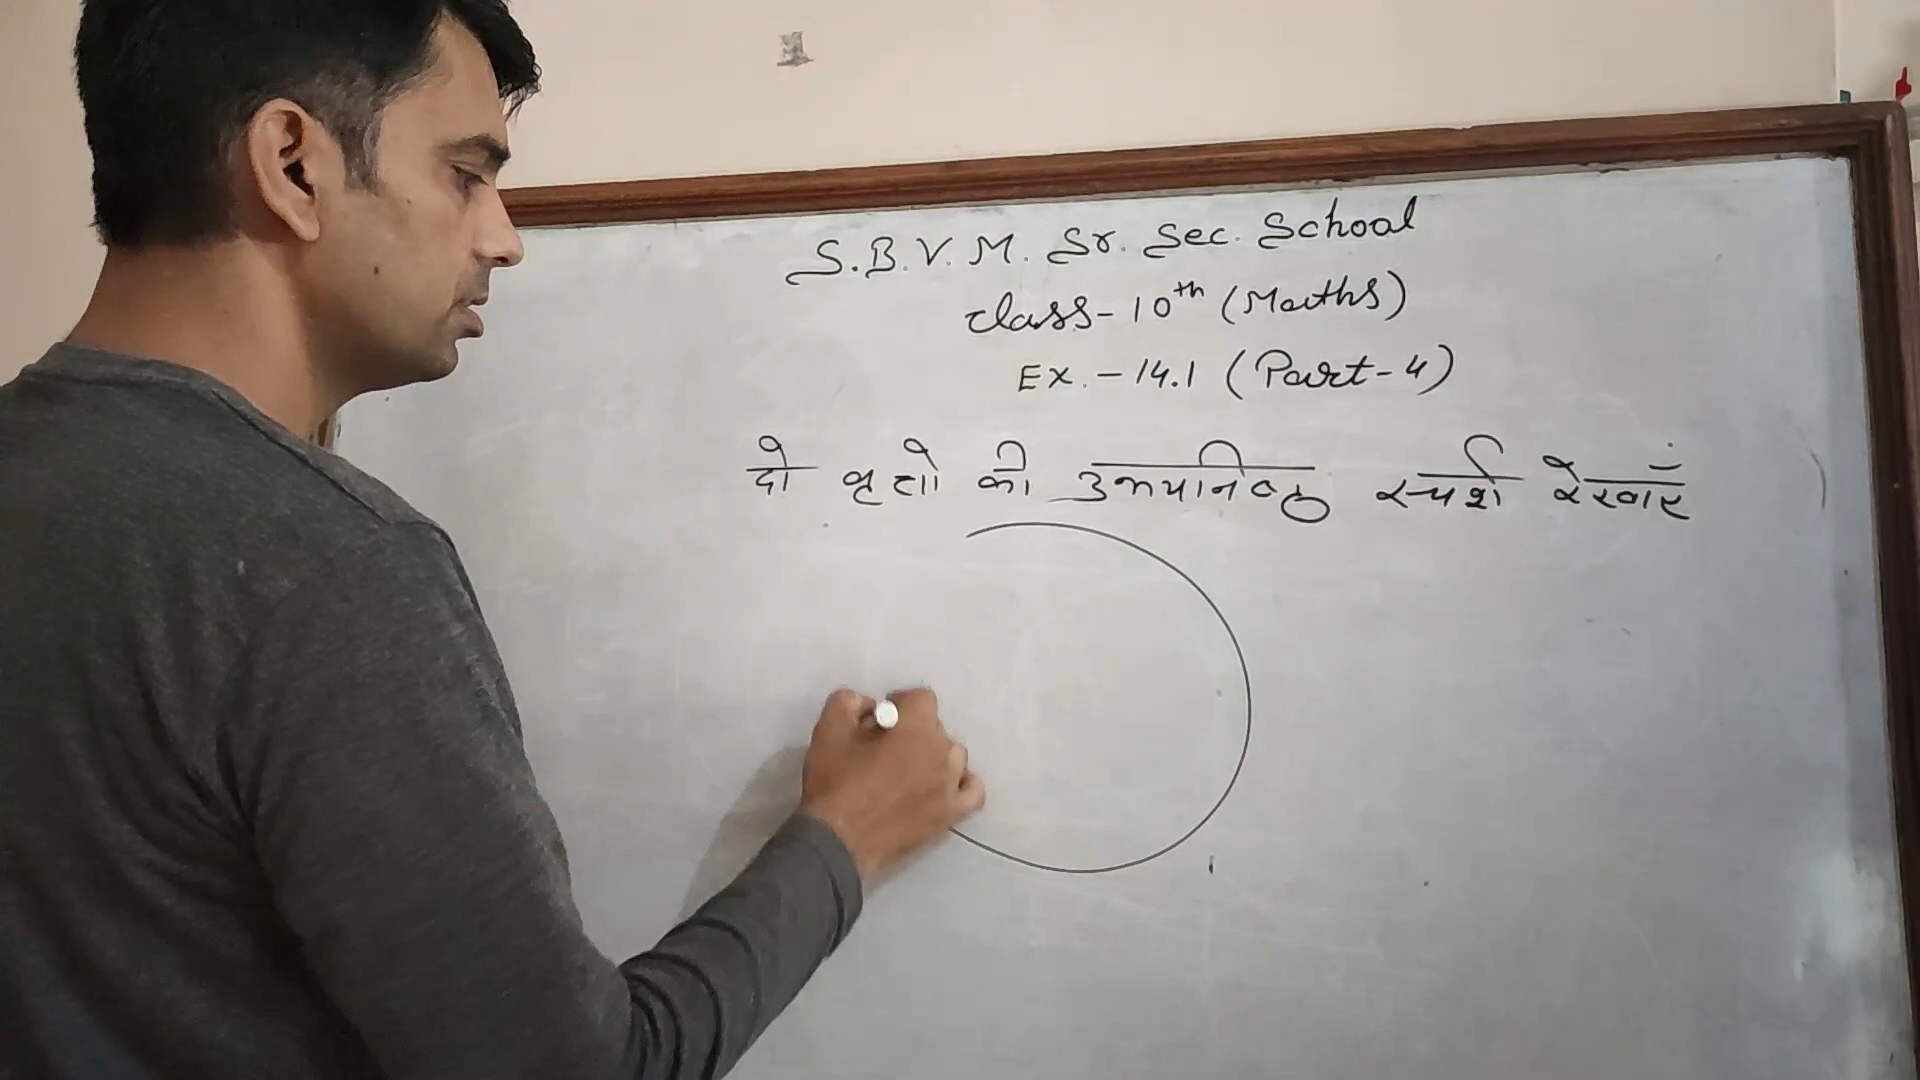 S.B.V.M. Sr. Sec. School
Class-10th (Maths)
Ex.-14.1 (Part-4)
दो वृत्तो की उभयनिष्ठ स्पर्श रेखाएं